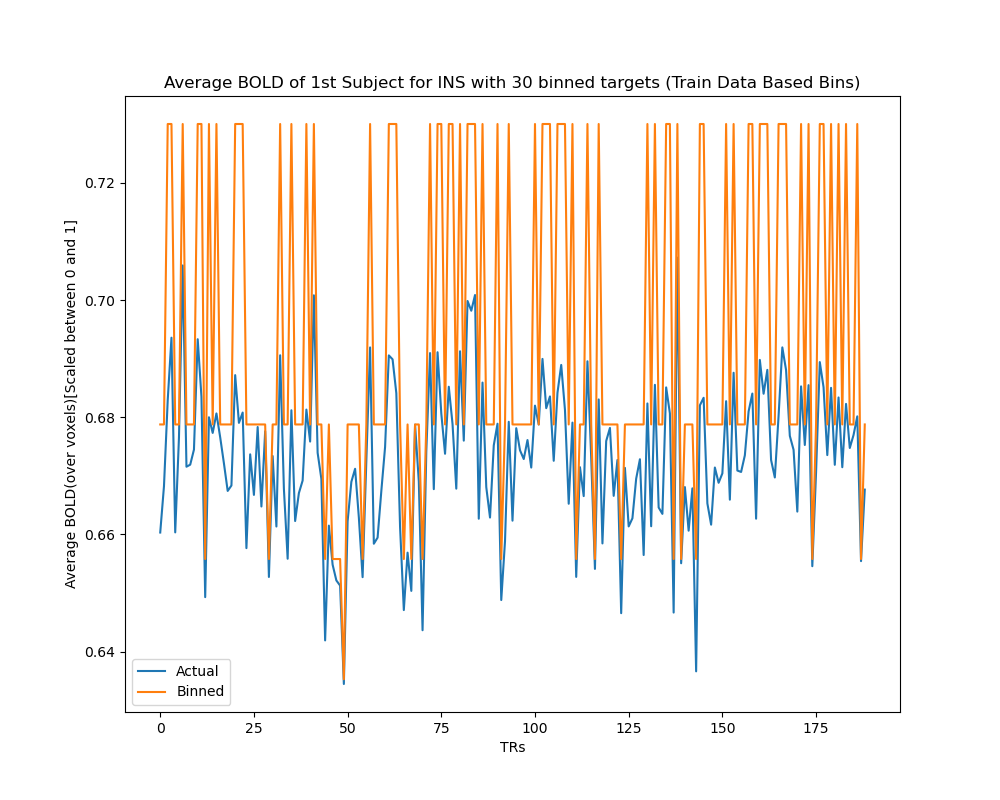 Average BOLD of 1st Subject for INS with 30 binned targets (Train Data Based Bins)
Average BOLD(over voxels)[Scaled between 0 and 1]
0.72
0.70
0.68
0.66
0.64
Actual
Binned
0 25 50 75 100 125 150 175
TRs